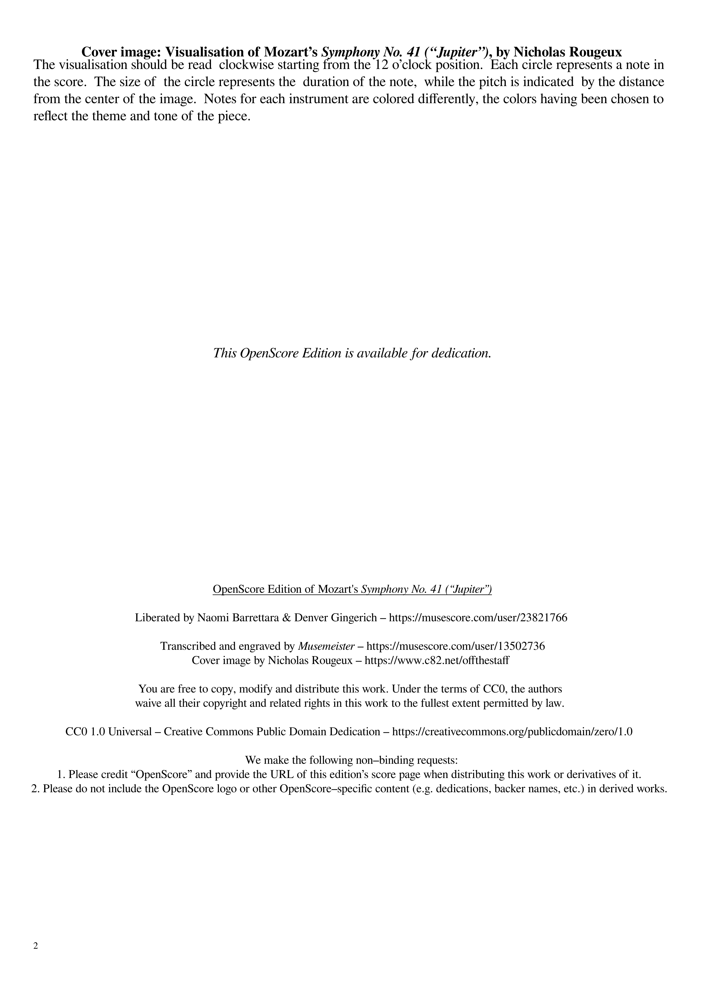 Cover image: Visualisation of Mozart’s Symphony No. 41 (“Jupiter”), by Nicholas Rougeux
The visualisation should be read clockwise starting from the 12 o’clock position. Each circle represents a note in
the score. The size of the circle represents the duration of the note, while the pitch is indicated by the distance
from the center of the image. Notes for each instrument are colored differently, the colors having been chosen to
reflect the theme and tone of the piece.
This OpenScore Edition is available for dedication.
OpenScore Edition of Mozart's Symphony No. 41 (“Jupiter”)
Liberated by Naomi Barrettara & Denver Gingerich – https://musescore.com/user/23821766
Transcribed and engraved by Musemeister – https://musescore.com/user/13502736
Cover image by Nicholas Rougeux – https://www.c82.net/offthestaff
You are free to copy, modify and distribute this work. Under the terms of CC0, the authors
waive all their copyright and related rights in this work to the fullest extent permitted by law.
CC0 1.0 Universal – Creative Commons Public Domain Dedication – https://creativecommons.org/publicdomain/zero/1.0
We make the following non–binding requests:
1. Please credit “OpenScore” and provide the URL of this edition’s score page when distributing this work or derivatives of it.
2. Please do not include the OpenScore logo or other OpenScore–specific content (e.g. dedications, backer names, etc.) in derived works.
2